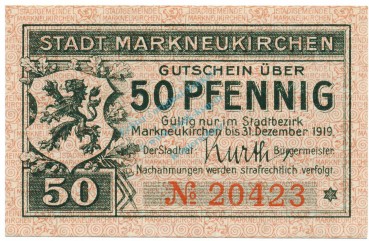 STADT MARKNEUKIRCHEN
GUTSCHEIN ÜBER
50 PFENNIG
Gültig nur im Stadtbezirk
Markneukirchen bis 31. Dezember 1919.
Der Stadtrat: Kurth Bürgermeister.
Nachahmungen werden strafrechtlich verfolgt.
50
№ 20423